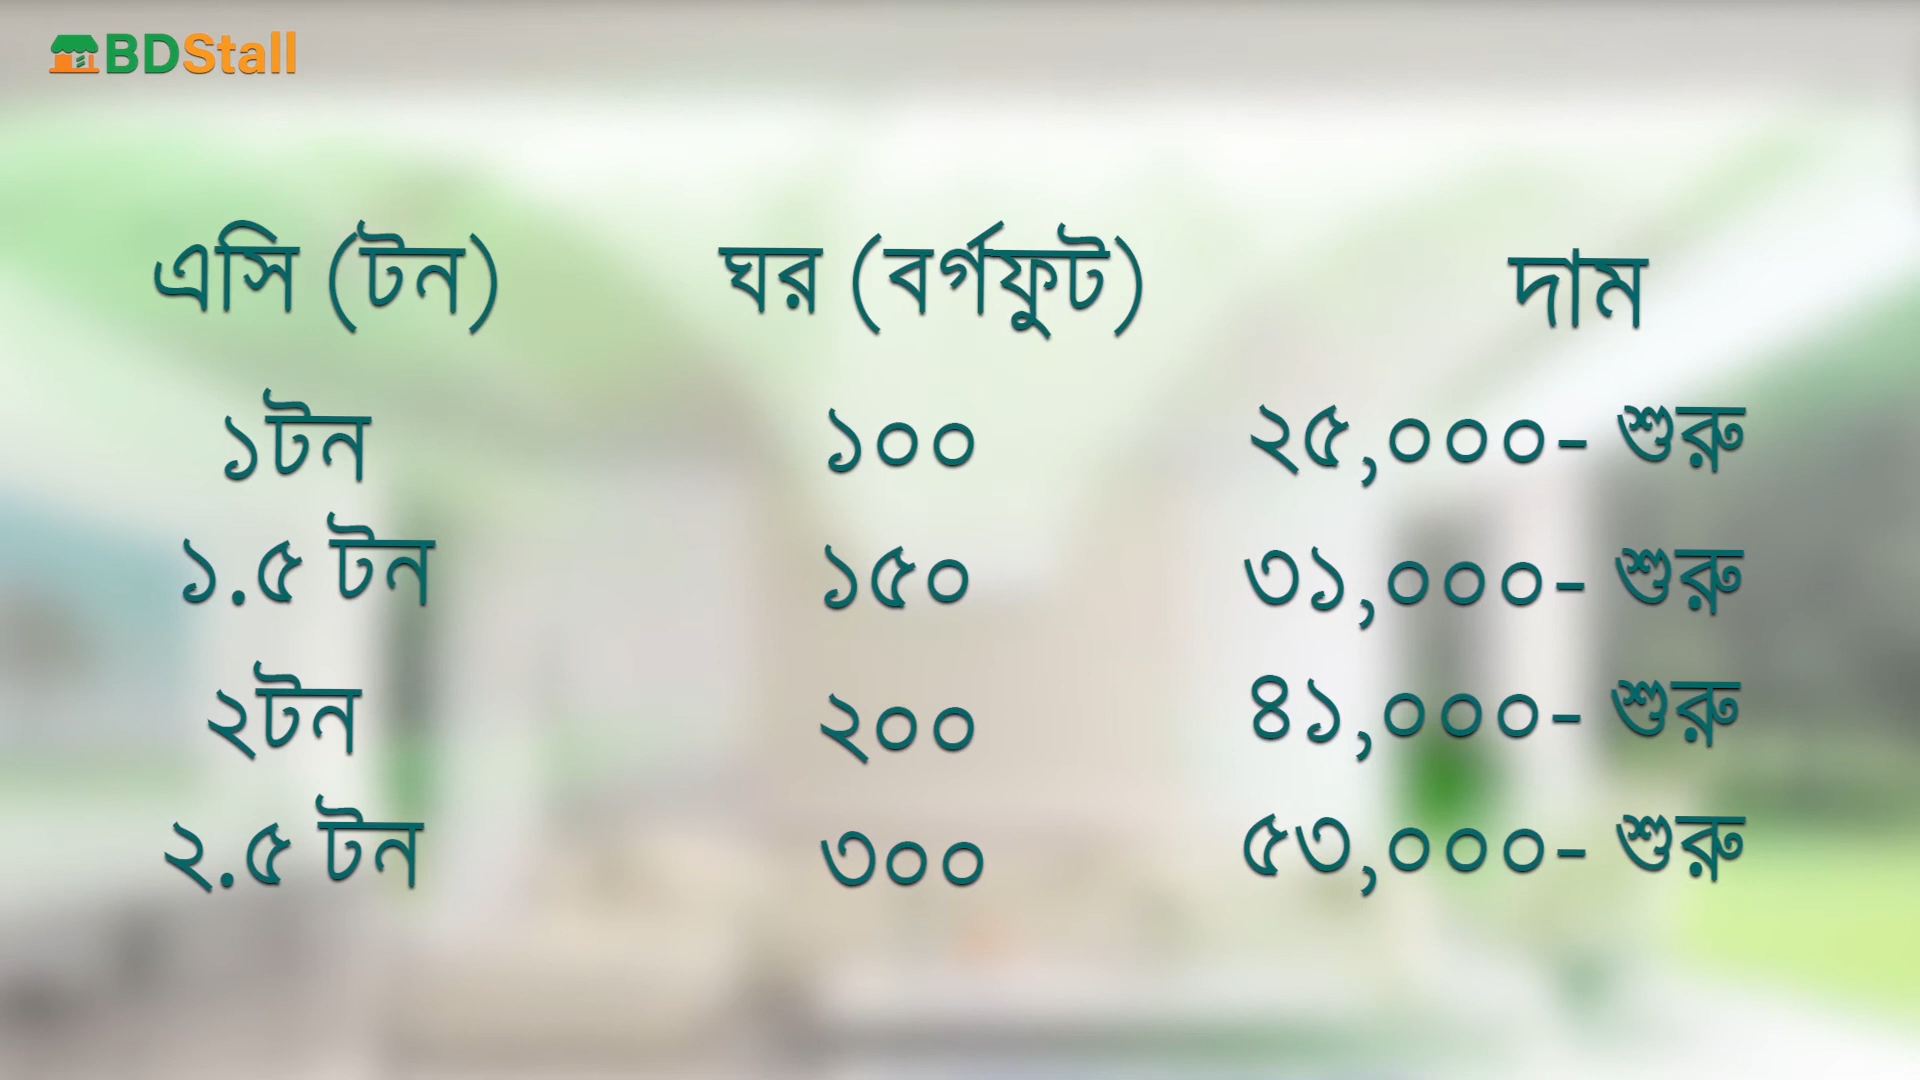 BDStall
এসি (টন) ঘর (বর্গফুট) দাম
১টন ১০০ ২৫,০০০- শুরু
১.৫ টন ১৫০ ৩১,০০০- শুরু
২টন ২০০ ৪১,০০০- শুরু
২.৫ টন ৩০০ ৫৩,০০০- শুরু